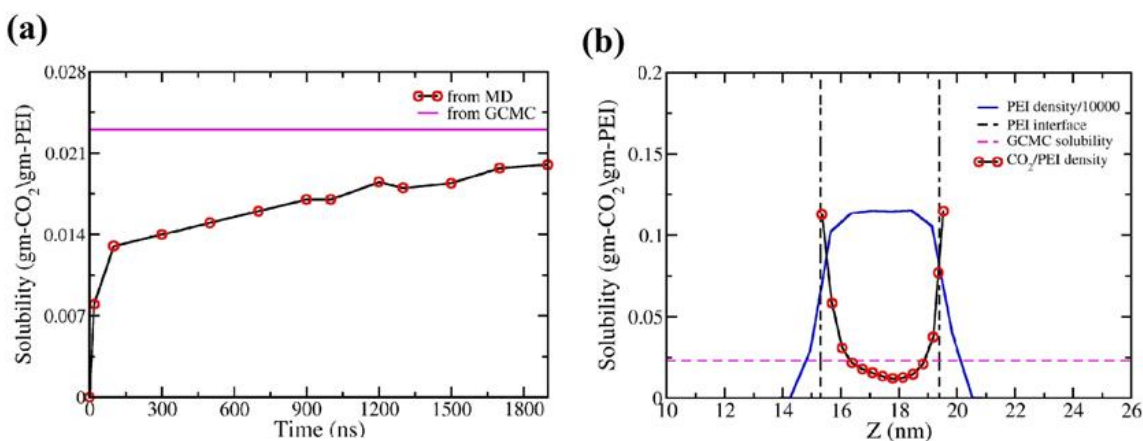 (a)
Solubility (gm-CO2\gm-PEI)
0.028
0.021
0.014
0.007
0
from MD
from GCMC
0 300 600 900 1200 1500 1800
Time (ns)
(b)
Solubility (gm-CO2\gm-PEI)
0.2
0.15
0.1
0.05
0
PEI density/10000
PEI interface
GCMC solubility
CO2/PEI density
10 12 14 16 18 20 22 24 26
Z (nm)